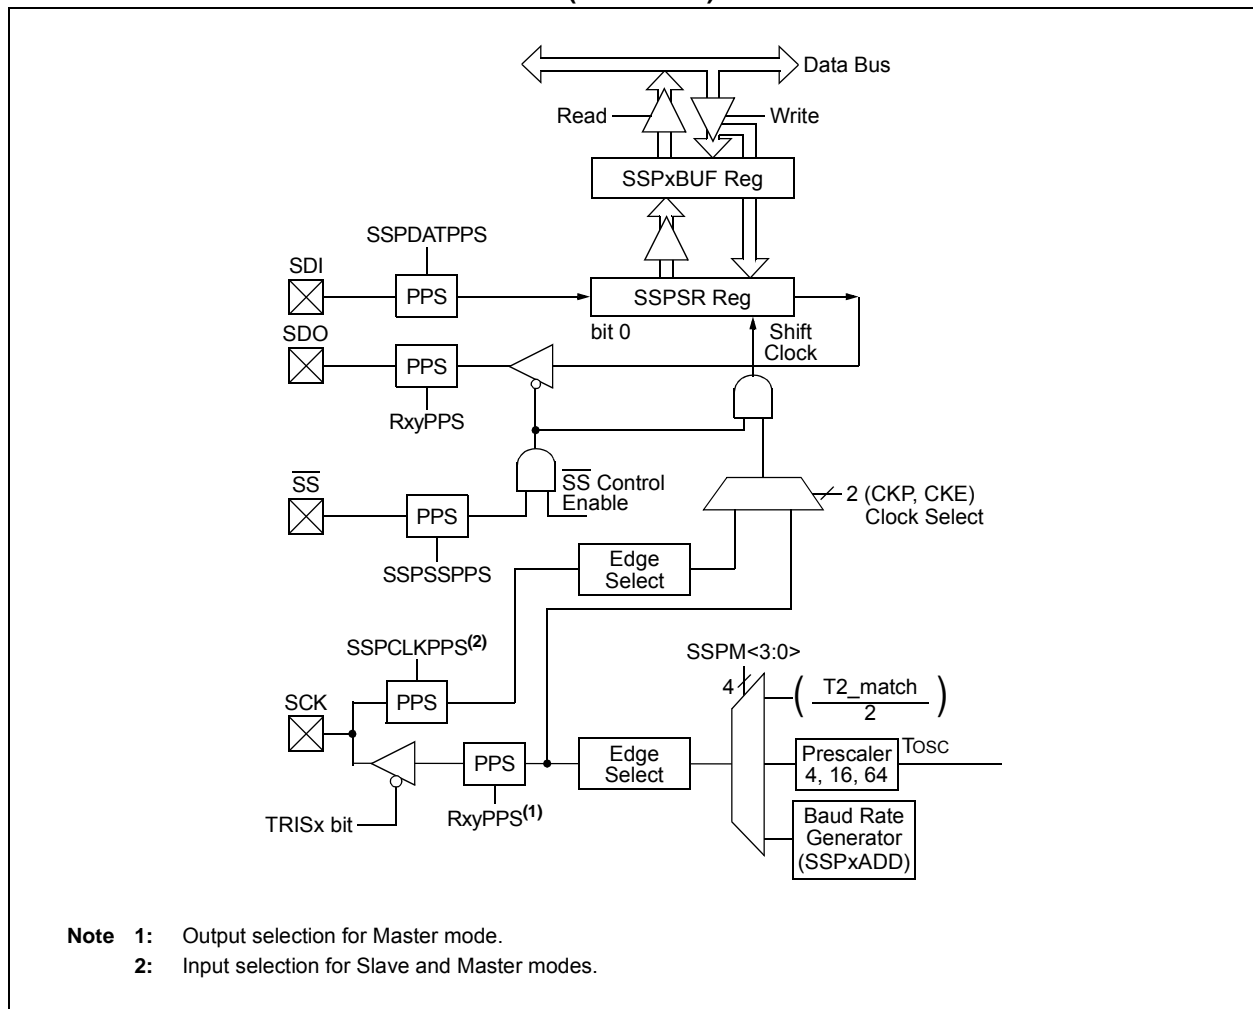 Data Bus
Read
Write
SSPxBUF Reg
SSPDATPPS
SDI
PPS
SSPSR Reg
SDO
bit 0
Shift
Clock
PPS
RxyPPS
SS
SS Control
Enable
2 (CKP, CKE)
Clock Select
PPS
SSPSSPPS
Edge
Select
SSPCLKPPS(2)
SSPM<3:0>
4
T2_match
2
( )
SCK
PPS
PPS
Edge
Select
Prescaler
4, 16, 64
TOSC
TRISx bit
RxyPPS(1)
Baud Rate
Generator
(SSPxADD)
Note 1: Output selection for Master mode.
2: Input selection for Slave and Master modes.